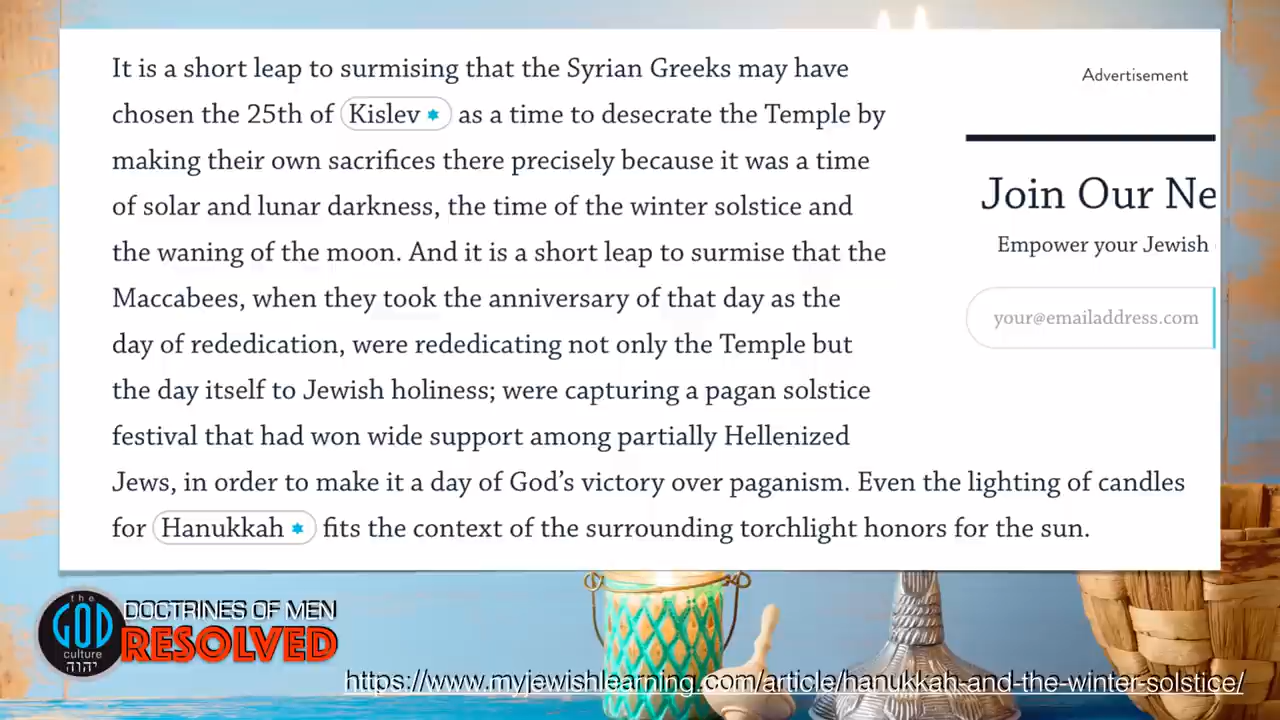 It is a short leap to surmising that the Syrian Greeks may have
chosen the 25th of Kislev as a time to desecrate the Temple by
making their own sacrifices there precisely because it was a time
of solar and lunar darkness, the time of the winter solstice and
the waning of the moon. And it is a short leap to surmise that the
Maccabees, when they took the anniversary of that day as the
day of rededication, were rededicating not only the Temple but
the day itself to Jewish holiness; were capturing a pagan solstice
festival that had won wide support among partially Hellenized
Jews, in order to make it a day of God's victory over paganism. Even the lighting of candles
for Hanukkah fits the context of the surrounding torchlight honors for the sun.
Advertisement
Join Our Ne
Empower your Jewish
your@emailaddress.com
the
GOD
culture
יהוה
DOCTRINES OF MEN
RESOLVED
https://www.myjewishlearning.com/article/hanukkah-and-the-winter-solstice/